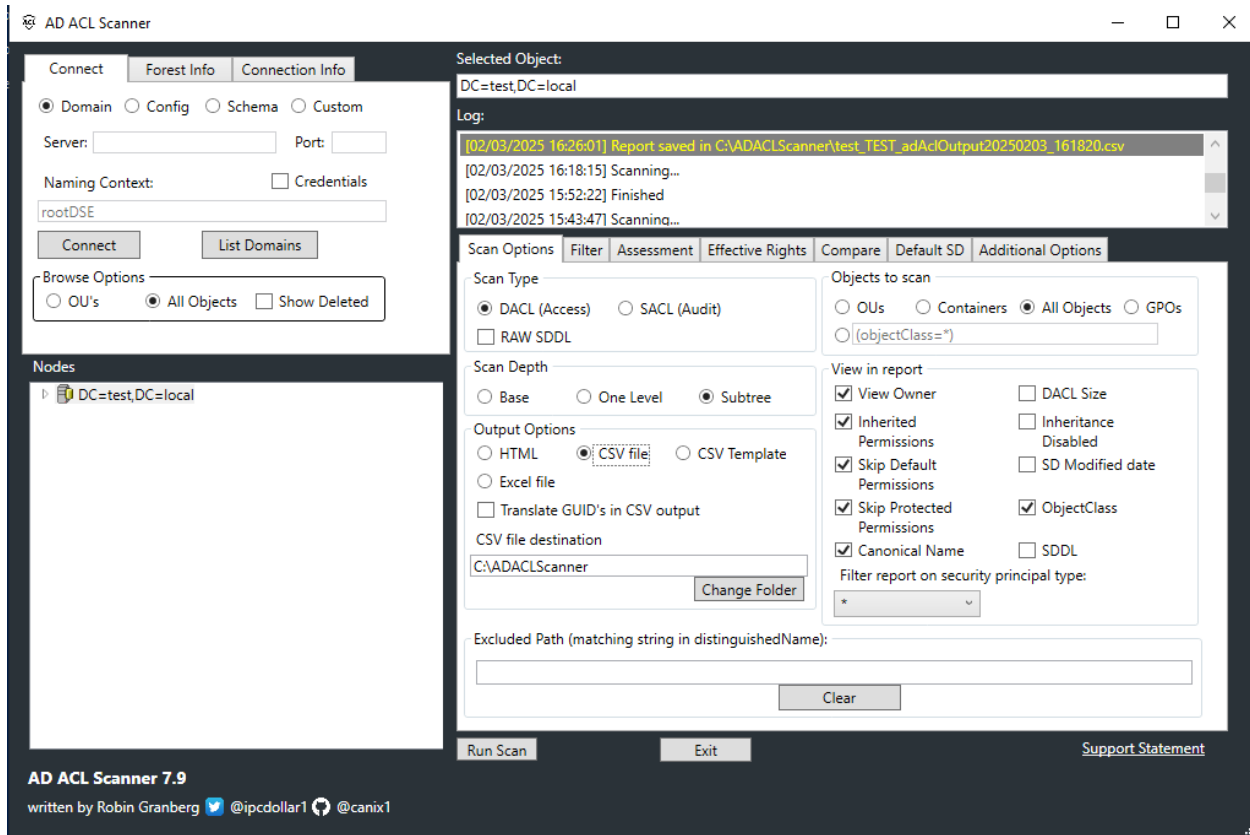 AD ACL Scanner
Connect Forest Info Connection Info
Domain Config Schema Custom
Server: Port:
Naming Context: Credentials
rootDSE
Connect List Domains
Browse Options
OU's All Objects Show Deleted
Nodes
DC=test,DC=local
Selected Object:
DC=test,DC=local
Log:
[02/03/2025 16:26:01] Report saved in C:\ADACLScanner\test_TEST_adAclOutput20250203_161820.csv
[02/03/2025 16:18:15] Scanning...
[02/03/2025 15:52:22] Finished
[02/03/2025 15:43:47] Scanning...
Scan Options Filter Assessment Effective Rights Compare Default SD Additional Options
Scan Type
DACL (Access) SACL (Audit)
RAW SDDL
Scan Depth
Base One Level Subtree
Output Options
HTML CSV file CSV Template
Excel file
Translate GUID's in CSV output
CSV file destination
C:\ADACLScanner
Change Folder
Objects to scan
OUs Containers All Objects GPOs
(objectClass=*)
View in report
View Owner DACL Size
Inherited Permissions Inheritance Disabled
Skip Default Permissions SD Modified date
Skip Protected Permissions ObjectClass
Canonical Name SDDL
Filter report on security principal type:
*
Excluded Path (matching string in distinguishedName):
Clear
Run Scan Exit Support Statement
AD ACL Scanner 7.9
written by Robin Granberg @ipcdollar1 @canix1